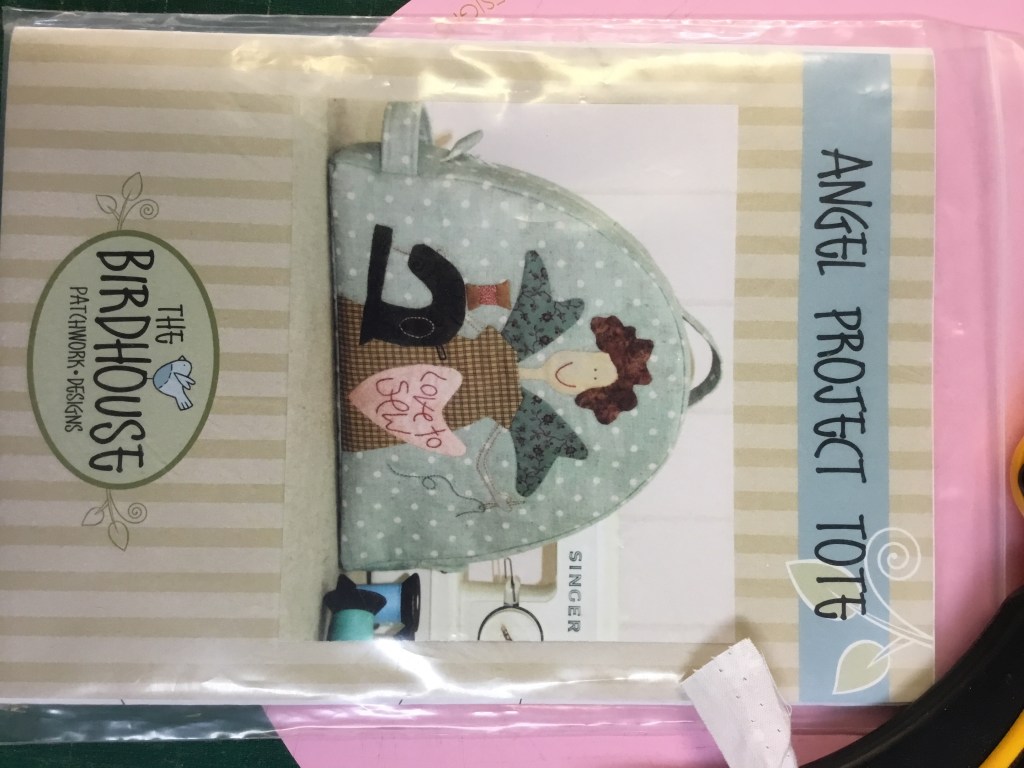 ANGEL PROJECT TOTE
Love to
Sew
SINGER
THE
BIRDHOUSE
PATCHWORK • DESIGNS